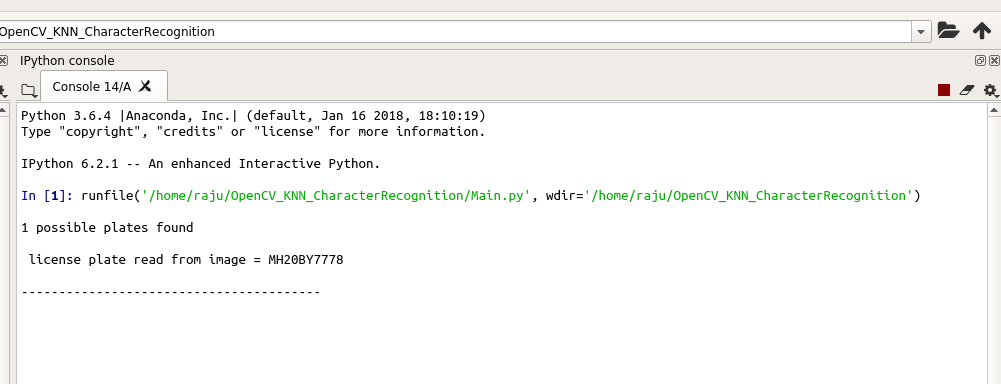 OpenCV_KNN_CharacterRecognition
IPython console
Console 14/A
Python 3.6.4 |Anaconda, Inc.| (default, Jan 16 2018, 18:10:19)
Type "copyright", "credits" or "license" for more information.
IPython 6.2.1 -- An enhanced Interactive Python.
In [1]: runfile('/home/raju/OpenCV_KNN_CharacterRecognition/Main.py', wdir='/home/raju/OpenCV_KNN_CharacterRecognition')
1 possible plates found
license plate read from image = MH20BY7778
----------------------------------------